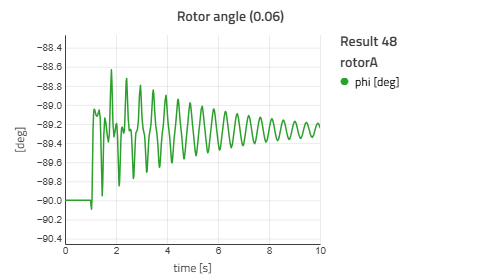 Rotor angle (0.06)
Result 48
rotorA
phi [deg]
−88.4
−88.6
−88.8
−89.0
−89.2
−89.4
−89.6
−89.8
−90.0
−90.2
−90.4
[deg]
0 2 4 6 8 10
time [s]